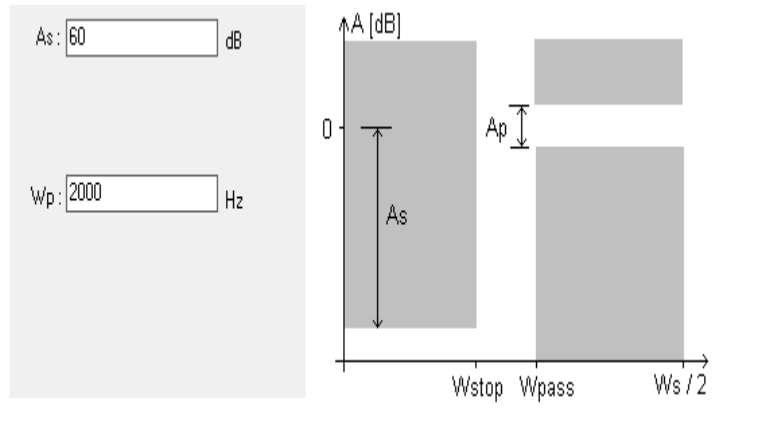 As: 60 dB
Wp: 2000 Hz
A [dB]
0
Ap
As
Wstop Wpass Ws / 2